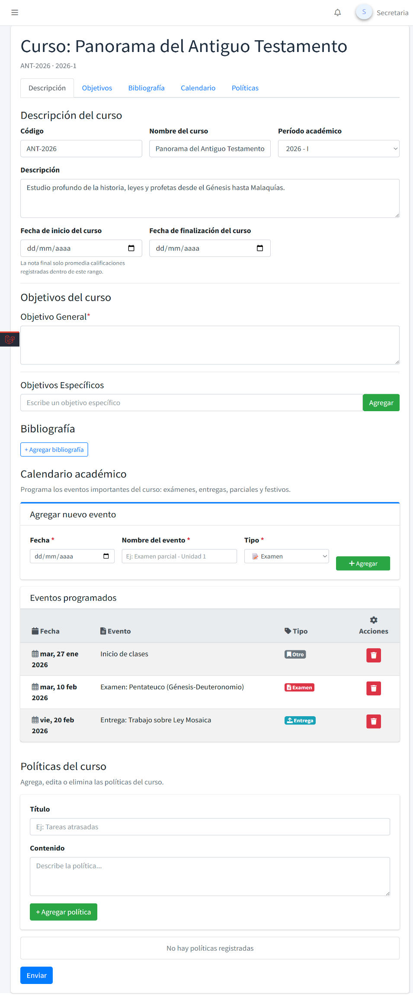 S Secretaria
Curso: Panorama del Antiguo Testamento
ANT-2026 · 2026-1
Descripción Objetivos Bibliografía Calendario Políticas
Descripción del curso
Código Nombre del curso Período académico
ANT-2026 Panorama del Antiguo Testamento 2026 - I
Descripción
Estudio profundo de la historia, leyes y profetas desde el Génesis hasta Malaquías.
Fecha de inicio del curso Fecha de finalización del curso
dd/mm/aaaa dd/mm/aaaa
La nota final solo promedia calificaciones
registradas dentro de este rango.
Objetivos del curso
Objetivo General*
Objetivos Específicos
Escribe un objetivo específico Agregar
Bibliografía
+ Agregar bibliografía
Calendario académico
Programa los eventos importantes del curso: exámenes, entregas, parciales y festivos.
Agregar nuevo evento
Fecha * Nombre del evento * Tipo *
dd/mm/aaaa Ej: Examen parcial - Unidad 1 Examen
+ Agregar
Eventos programados
Fecha Evento Tipo Acciones
mar, 27 ene Inicio de clases Otro
2026
mar, 10 feb Examen: Pentateuco (Génesis-Deuteronomio) Examen
2026
vie, 20 feb Entrega: Trabajo sobre Ley Mosaica Entrega
2026
Políticas del curso
Agrega, edita o elimina las políticas del curso.
Título
Ej: Tareas atrasadas
Contenido
Describe la política...
+ Agregar política
No hay políticas registradas
Enviar